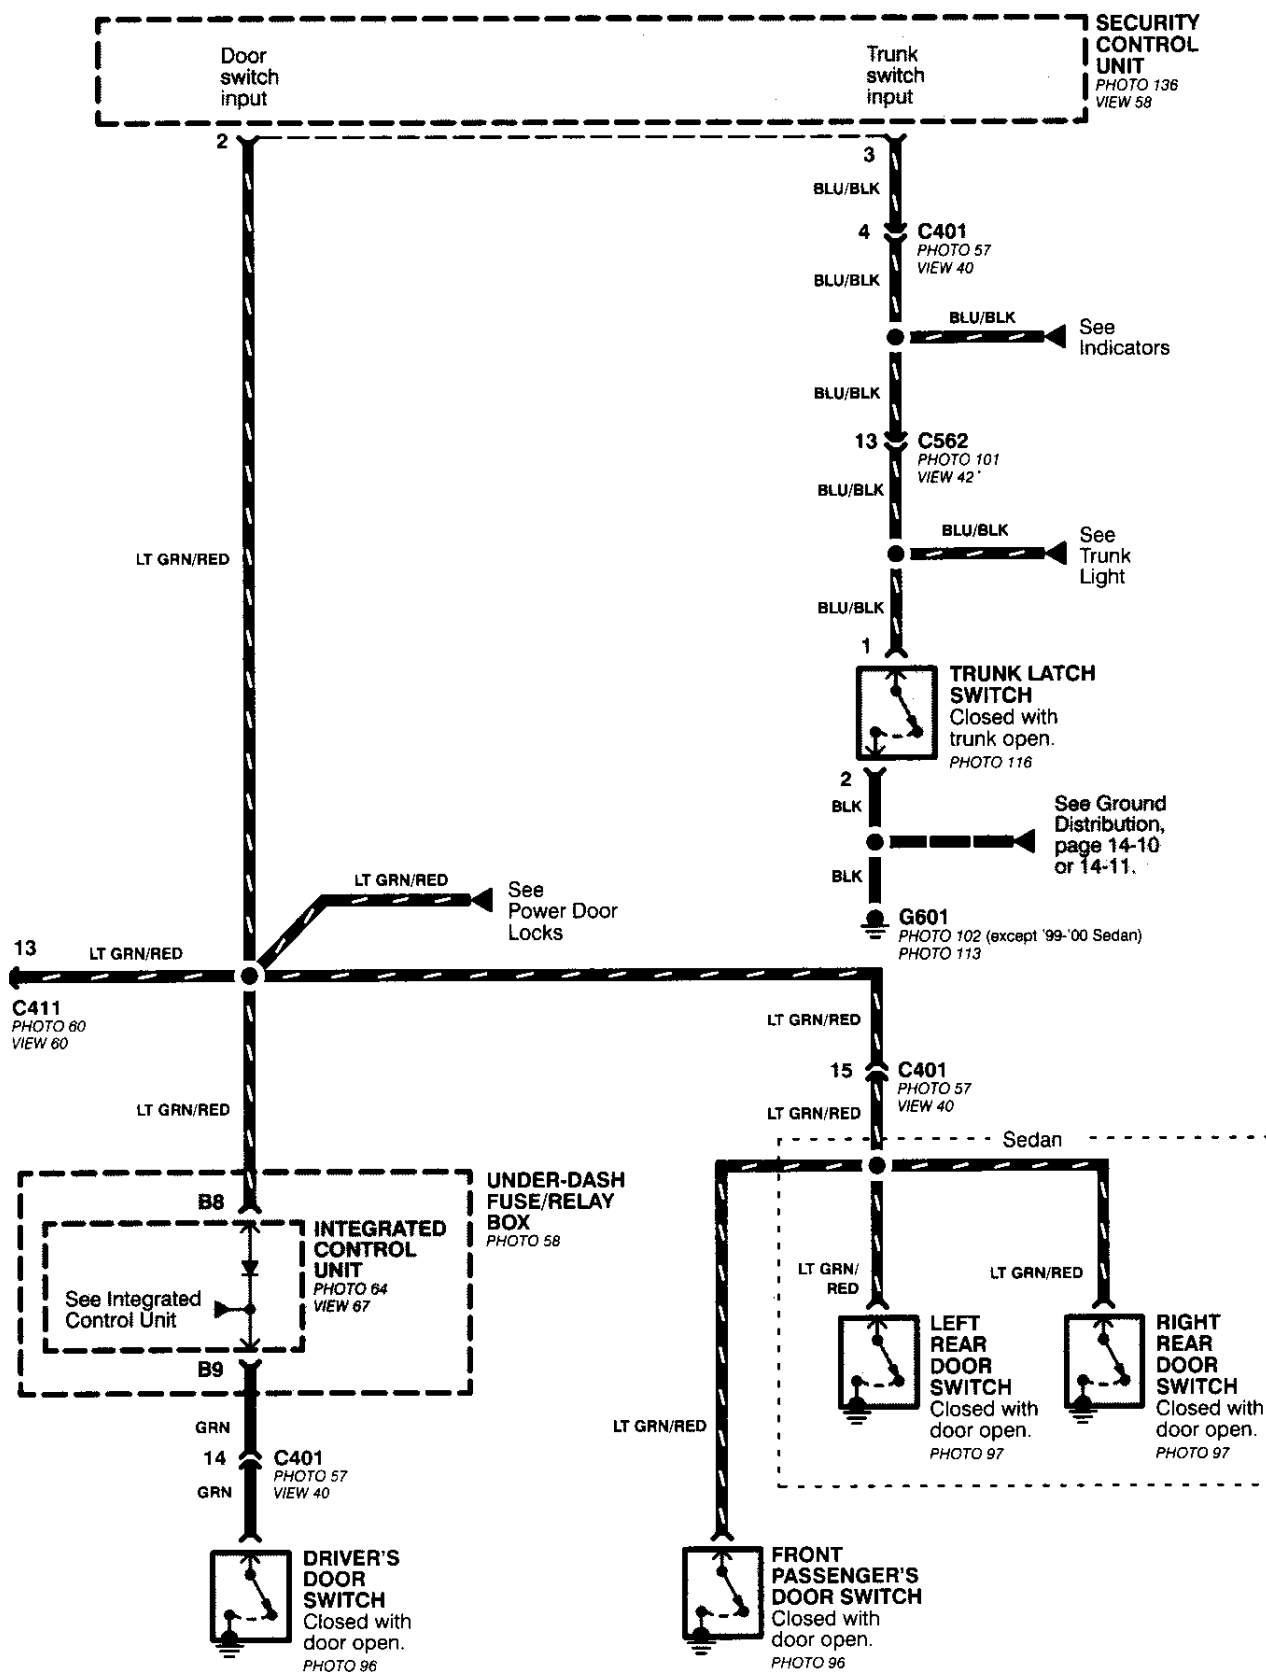 SECURITY
CONTROL
UNIT
PHOTO 136
VIEW 58
Door
switch
input
Trunk
switch
input
2
3
BLU/BLK
4
C401
PHOTO 57
VIEW 40
BLU/BLK
BLU/BLK
See
Indicators
BLU/BLK
13
C562
PHOTO 101
VIEW 42
BLU/BLK
BLU/BLK
See
Trunk
Light
LT GRN/RED
BLU/BLK
1
TRUNK LATCH
SWITCH
Closed with
trunk open.
PHOTO 116
2
BLK
See Ground
Distribution,
page 14-10
or 14-11.
BLK
LT GRN/RED
See
Power Door
Locks
G601
PHOTO 102 (except '99-'00 Sedan)
PHOTO 113
13
LT GRN/RED
C411
PHOTO 60
VIEW 60
LT GRN/RED
15
C401
PHOTO 57
VIEW 40
LT GRN/RED
LT GRN/RED
Sedan
UNDER-DASH
FUSE/RELAY
BOX
PHOTO 58
B8
INTEGRATED
CONTROL
UNIT
PHOTO 64
VIEW 67
See Integrated
Control Unit
B9
LT GRN/
RED
LT GRN/RED
LEFT
REAR
DOOR
SWITCH
Closed with
door open.
PHOTO 97
RIGHT
REAR
DOOR
SWITCH
Closed with
door open.
PHOTO 97
GRN
LT GRN/RED
14
C401
PHOTO 57
VIEW 40
GRN
DRIVER'S
DOOR
SWITCH
Closed with
door open.
PHOTO 96
FRONT
PASSENGER'S
DOOR SWITCH
Closed with
door open.
PHOTO 96